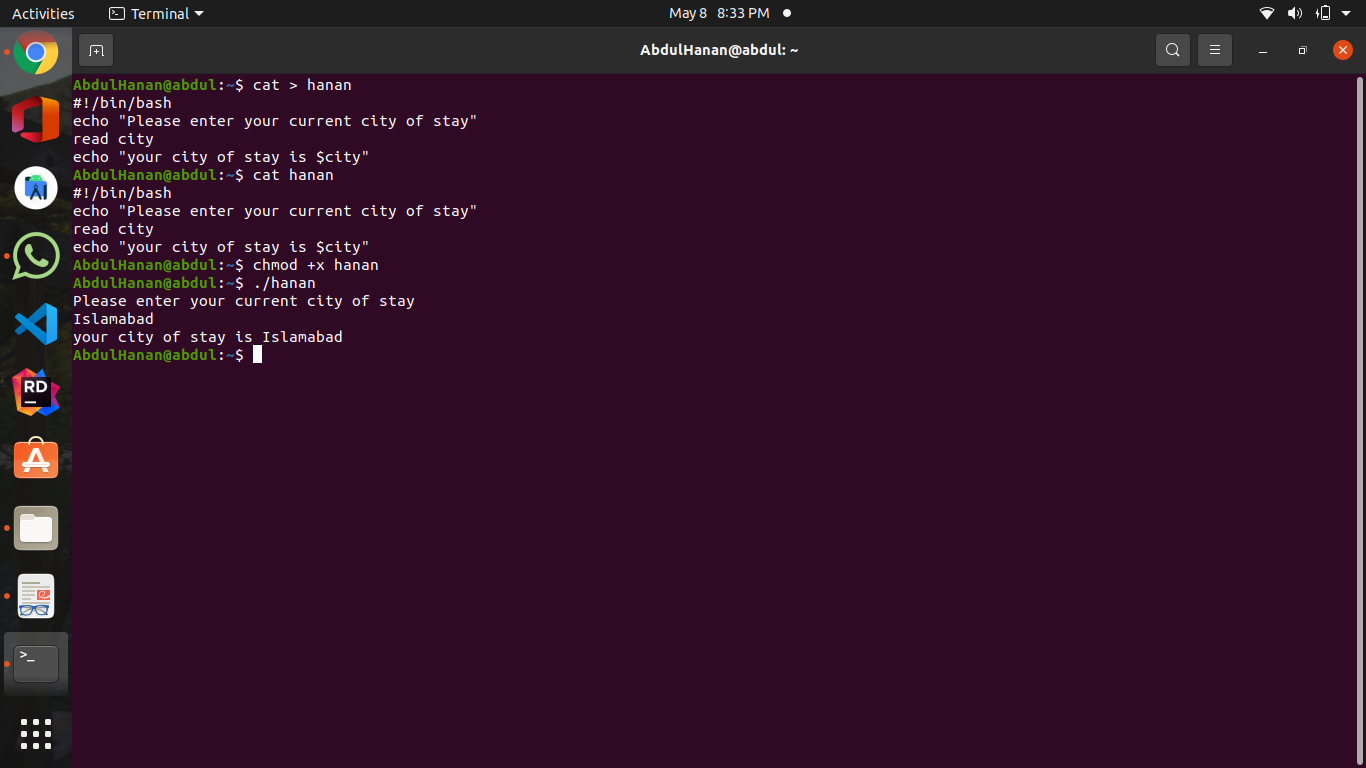 Activities
Terminal
May 8 8:33 PM
AbdulHanan@abdul: ~
AbdulHanan@abdul:~$ cat > hanan
#!/bin/bash
echo "Please enter your current city of stay"
read city
echo "your city of stay is $city"
AbdulHanan@abdul:~$ cat hanan
#!/bin/bash
echo "Please enter your current city of stay"
read city
echo "your city of stay is $city"
AbdulHanan@abdul:~$ chmod +x hanan
AbdulHanan@abdul:~$ ./hanan
Please enter your current city of stay
Islamabad
your city of stay is Islamabad
AbdulHanan@abdul:~$
RD
>_